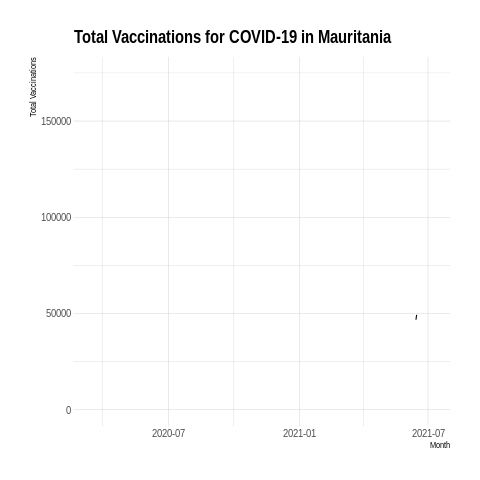 Total Vaccinations for COVID-19 in Mauritania
Total Vaccinations
150000
100000
50000
0
2020-07 2021-01 2021-07
Month